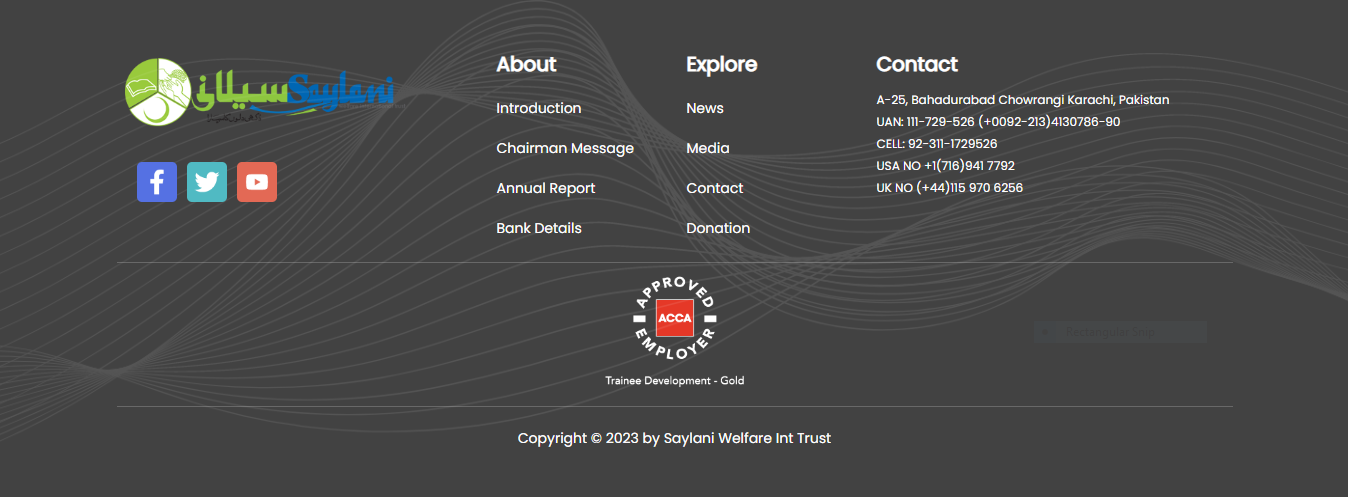 سیلانی Saylani
About
Introduction
Chairman Message
Annual Report
Bank Details
Explore
News
Media
Contact
Donation
Contact
A-25, Bahadurabad Chowrangi Karachi, Pakistan
UAN: 111-729-526 (+0092-213)4130786-90
CELL: 92-311-1729526
USA NO +1(716)941 7792
UK NO (+44)115 970 6256
APPROVED
ACCA
EMPLOYER
Trainee Development - Gold
Rectangular Snip
Copyright © 2023 by Saylani Welfare Int Trust